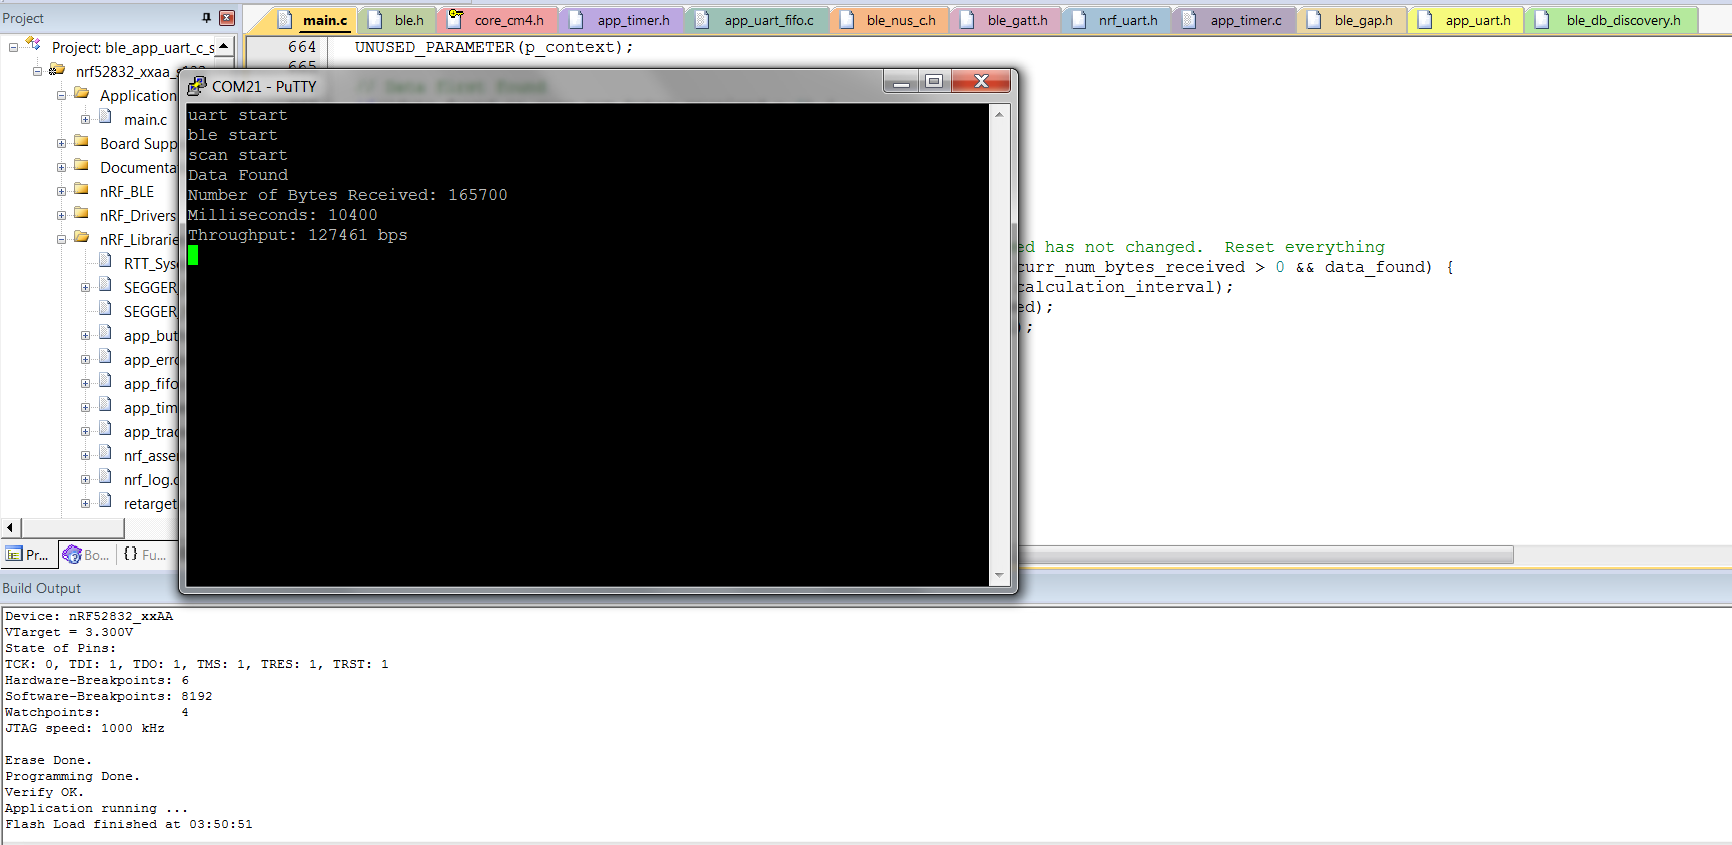 Project
main.c
ble.h
core_cm4.h
app_timer.h
app_uart_fifo.c
ble_nus_c.h
ble_gatt.h
nrf_uart.h
app_timer.c
ble_gap.h
app_uart.h
ble_db_discovery.h
Project: ble_app_uart_c_s
nrf52832_xxaa_s132
Application
main.c
Board Supp
Documenta
nRF_BLE
nRF_Drivers
nRF_Librarie
RTT_Sys
SEGGER
SEGGER
app_but
app_erro
app_fifo
app_tim
app_trac
nrf_asse
nrf_log.c
retarget
Pr...
Bo...
{} Fu...
664 UNUSED_PARAMETER(p_context);
665
// Data first found
ed has not changed. Reset everything
curr_num_bytes_received > 0 && data_found) {
calculation_interval);
ed);
);
COM21 - PuTTY
uart start
ble start
scan start
Data Found
Number of Bytes Received: 165700
Milliseconds: 10400
Throughput: 127461 bps
Build Output
Device: nRF52832_xxAA
VTarget = 3.300V
State of Pins:
TCK: 0, TDI: 1, TDO: 1, TMS: 1, TRES: 1, TRST: 1
Hardware-Breakpoints: 6
Software-Breakpoints: 8192
Watchpoints: 4
JTAG speed: 1000 kHz
Erase Done.
Programming Done.
Verify OK.
Application running ...
Flash Load finished at 03:50:51